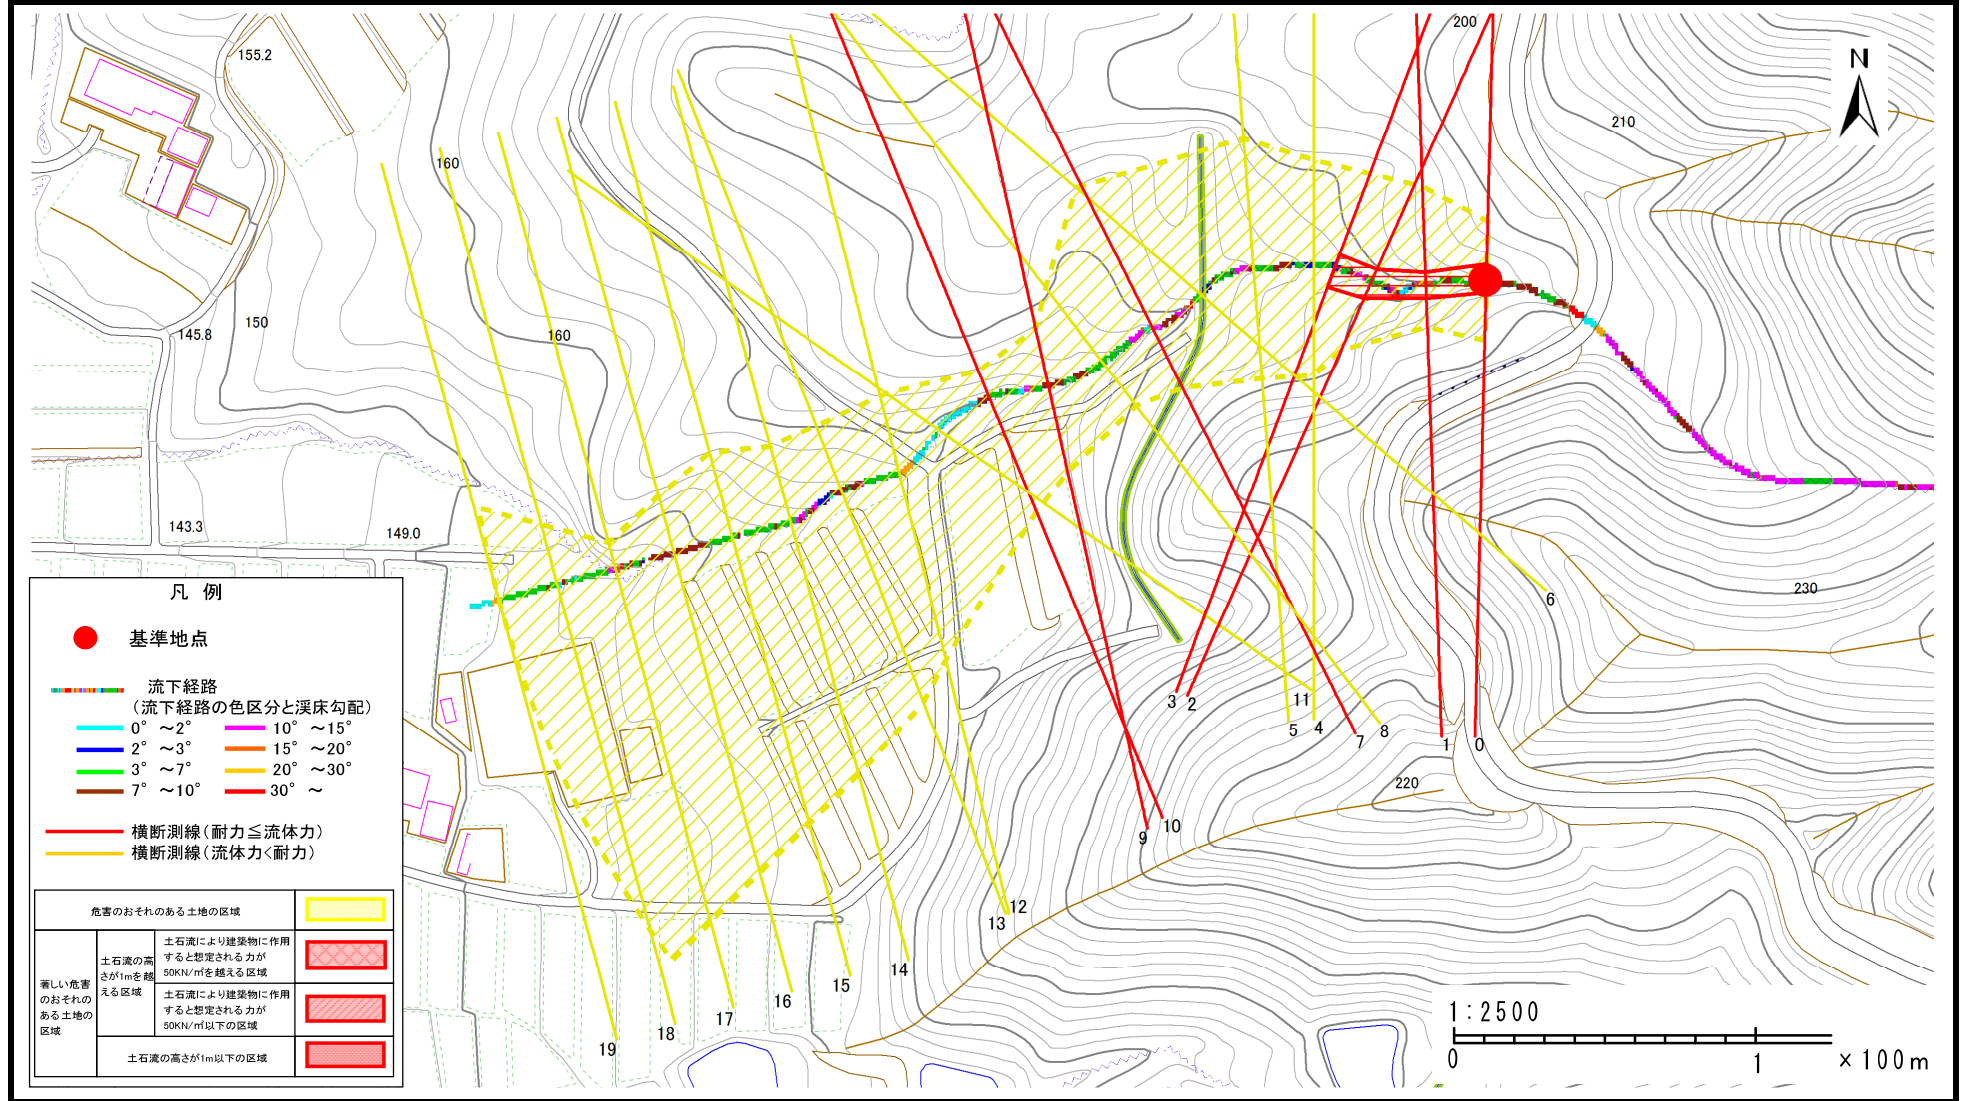 200
N
155.2
210
160
150
145.8
160
143.3
149.0
230
6
3
2
11
5
4
7
8
1
0
220
9
10
12
13
14
15
16
17
18
19
凡 例
基準地点
流下経路
(流下経路の色区分と渓床勾配)
0° ~2° 10° ~15°
2° ~3° 15° ~20°
3° ~7° 20° ~30°
7° ~10° 30° ~
横断測線(耐力≦流体力)
横断測線(流体力<耐力)
危害のおそれのある土地の区域
著しい危害
のおそれの
ある土地の
区域
土石流の高
さが1mを越
える区域
土石流により建築物に作用
すると想定される力が
50KN/㎡を越える区域
土石流により建築物に作用
すると想定される力が
50KN/㎡以下の区域
土石流の高さが1m以下の区域
1:2500
0 1 ×100m